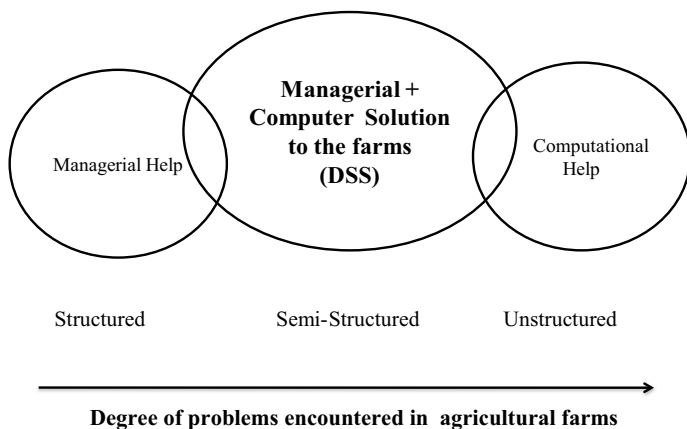 Managerial +
Computer Solution
to the farms
(DSS)
Managerial Help
Computational
Help
Structured
Semi-Structured
Unstructured
Degree of problems encountered in agricultural farms